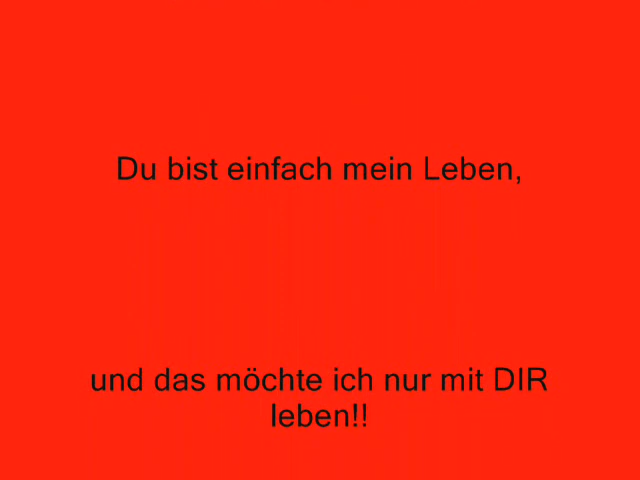 Du bist einfach mein Leben,
und das möchte ich nur mit DIR
leben!!